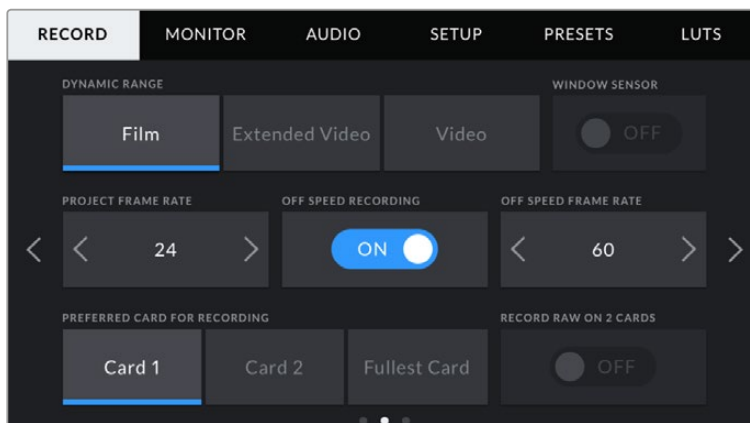 RECORD MONITOR AUDIO SETUP PRESETS LUTS
DYNAMIC RANGE WINDOW SENSOR
Film Extended Video Video OFF
PROJECT FRAME RATE OFF SPEED RECORDING OFF SPEED FRAME RATE
24 ON 60
PREFERRED CARD FOR RECORDING RECORD RAW ON 2 CARDS
Card 1 Card 2 Fullest Card OFF